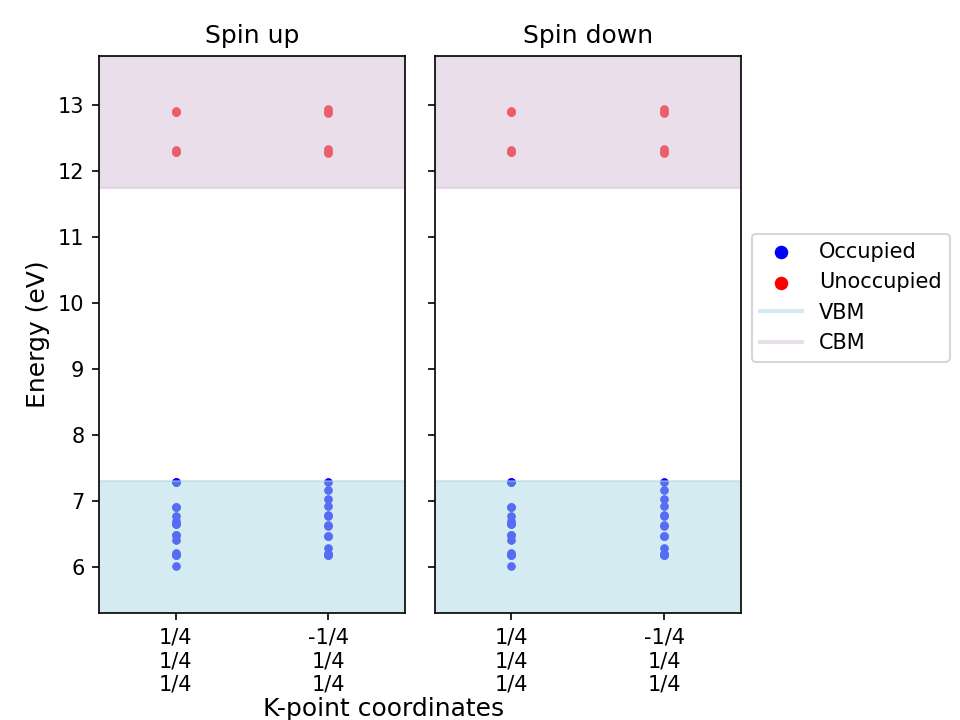 Spin up
Spin down
Energy (eV)
13
12
11
10
9
8
7
6
1/4
1/4
1/4
-1/4
1/4
1/4
1/4
1/4
1/4
-1/4
1/4
1/4
K-point coordinates
Occupied
Unoccupied
VBM
CBM